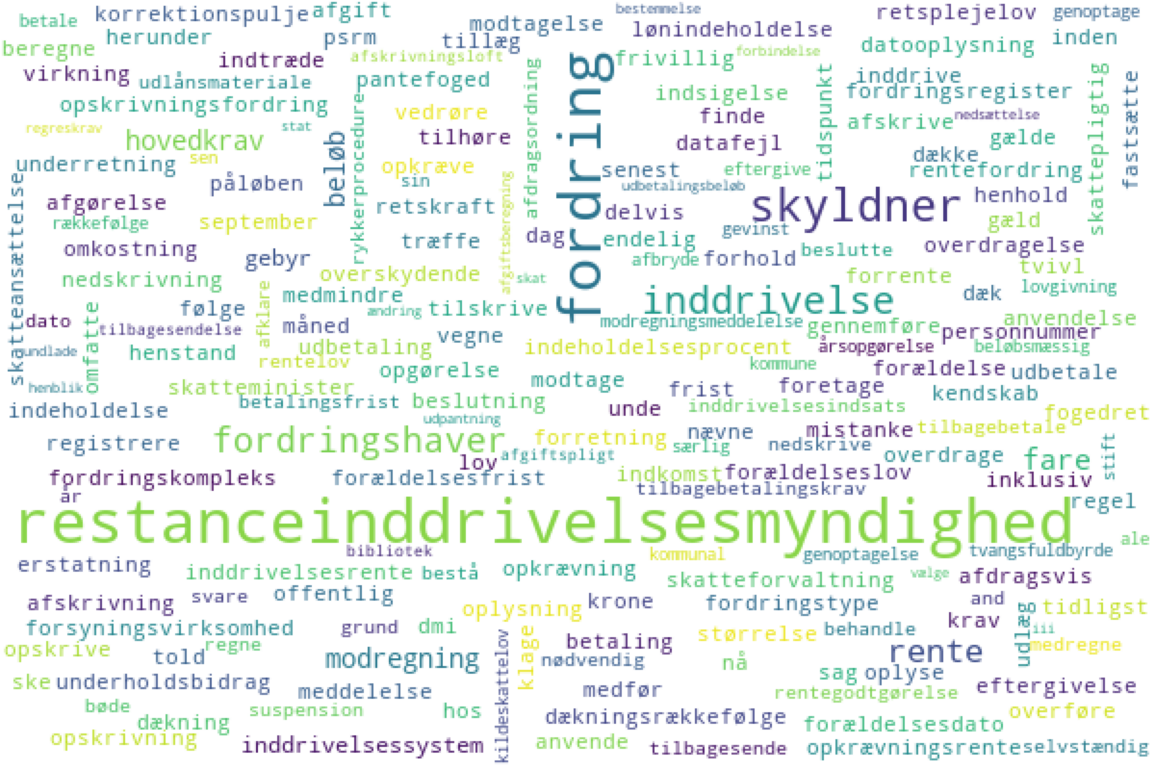 betale korrektionspulje afgift modtagelse bestemmelse lønindeholdelse retsplejelov genoptage
beregne herunder psrm tillæg afskrivningsloft frivillig forbindelse datooplysning inden
virkning indtræde udlånsmateriale pantefoged afdragsordning fordring indsigelse tidspunkt inddrive fordringsregister skattepligtig fastsætte
opskrivningsfordring rykkerprocedure vedrøre finde afskrive nedsættelse
regreskrav hovedkrav stat beløb tilhøre datafejl gælde
underretning sen opkræve senest eftergive dække rentefordring
skatteansættelse påløben sin afgiftsberegning udbetalingsbeløb skyldner henhold
afgørelse retskraft delvis
rækkefølge september træffe dag endelig gevinst beslutte gæld overdragelse
omkostning gebyr overskydende skat afbryde forhold forrente tvivl
nedskrivning afklare medmindre inddrivelse dæk lovgivning
omfatte følge ændring tilskrive modregningsmeddelelse gennemføre anvendelse
dato tilbagesendelse måned vegne personnummer
undlade henstand udbetaling indeholdelsesprocent årsopgørelse beløbsmæssig
rentelov opgørelse kommune forældelse udbetale
henblik skatteminister modtage frist foretage kendskab
indeholdelse betalingsfrist beslutning unde inddrivelsesindsats fogedret
registrere fordringshaver udpantning forretning nævne mistanke tilbagebetale stift
lov afgiftspligt særlig nedskrive overdrage fare
fordringskompleks forældelsesfrist indkomst forældelseslov inklusiv
år tilbagebetalingskrav regel
restanceinddrivelsesmyndighed
bibliotek kommunal genoptagelse tvangsfuldbyrde ale
erstatning inddrivelsesrente bestå opkrævning skatteforvaltning vælge afdragsvis
afskrivning svare offentlig oplysning krone fordringstype and udlæg tidligst
forsyningsvirksomhed grund dmi kildeskattelov klage betaling størrelse behandle krav iii
opskrive regne told modregning nødvendig nå rente medregne
ske underholdsbidrag meddelelse medfør sag oplyse eftergivelse
bøde suspension rentegodtgørelse
dækning hos dækningsrækkefølge forældelsesdato overføre
opskrivning inddrivelsessystem anvende tilbagesende opkrævningsrente selvstændig